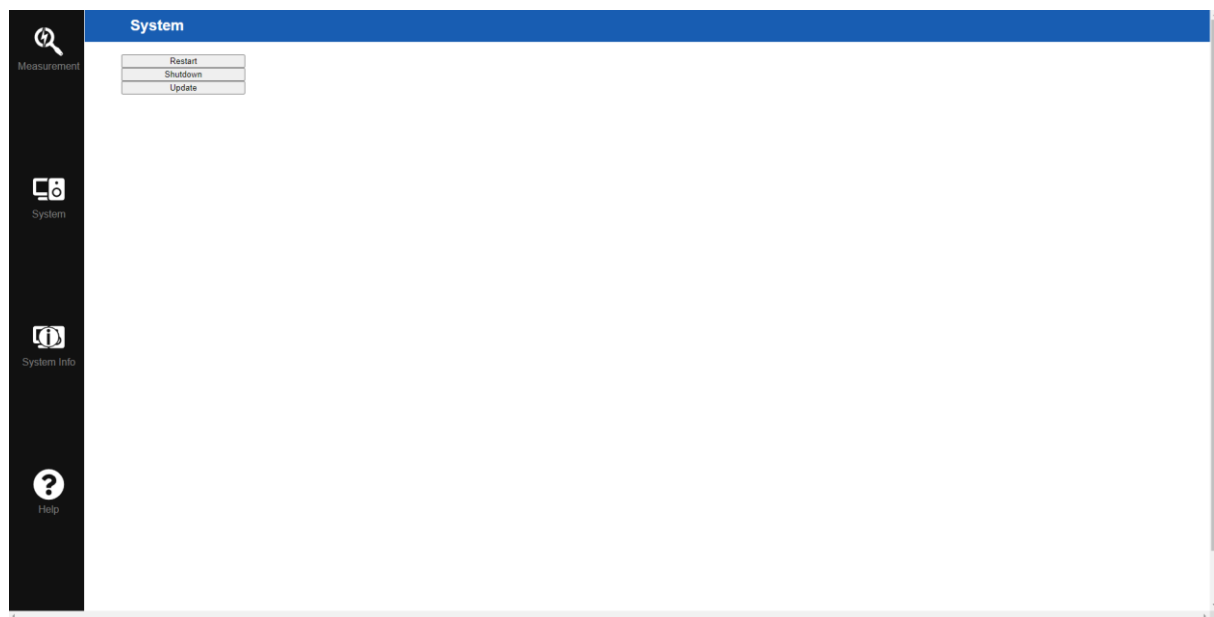 System
Measurement
Restart
Shutdown
Update
System
System Info
Help